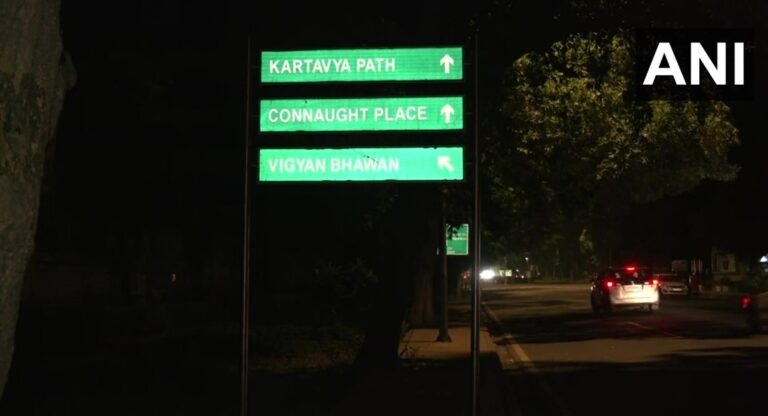 ANI
KARTAVYA PATH
CONNAUGHT PLACE
VIGYAN BHAWAN